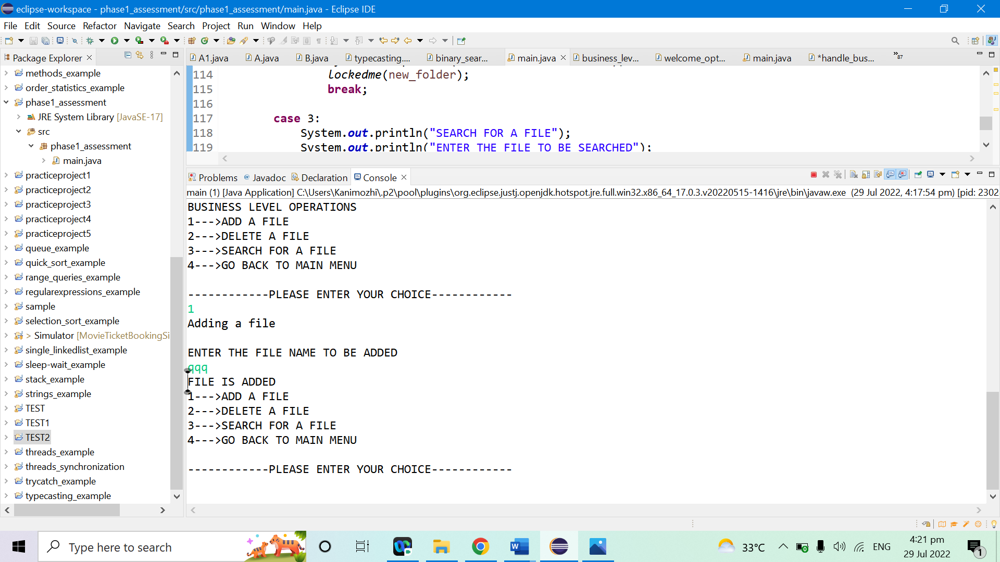 eclipse-workspace - phase1_assessment/src/phase1_assessment/main.java - Eclipse IDE
File Edit Source Refactor Navigate Search Project Run Window Help
Package Explorer
A1.java A.java B.java typecasting.... binary_sear... main.java business_lev... welcome_opt... main.java *handle_bus... »87
methods_example
order_statistics_example
phase1_assessment
JRE System Library [JavaSE-17]
src
phase1_assessment
main.java
practiceproject1
practiceproject2
practiceproject3
practiceproject4
practiceproject5
queue_example
quick_sort_example
range_queries_example
regularexpressions_example
sample
selection_sort_example
> Simulator [MovieTicketBookingSi
single_linkedlist_example
sleep-wait_example
stack_example
strings_example
TEST
TEST1
TEST2
threads_example
threads_synchronization
trycatch_example
typecasting_example
114 lockedme(new_folder);
115 break;
116
117 case 3:
118 System.out.println("SEARCH FOR A FILE");
119 System.out.println("ENTER THE FILE TO BE SEARCHED");
Problems @ Javadoc Declaration Console
main (1) [Java Application] C:\Users\Kanimozhi\.p2\pool\plugins\org.eclipse.justj.openjdk.hotspot.jre.full.win32.x86_64_17.0.3.v20220515-1416\jre\bin\javaw.exe (29 Jul 2022, 4:17:54 pm) [pid: 2302
BUSINESS LEVEL OPERATIONS
1--->ADD A FILE
2--->DELETE A FILE
3--->SEARCH FOR A FILE
4--->GO BACK TO MAIN MENU
------------PLEASE ENTER YOUR CHOICE------------
1
Adding a file
ENTER THE FILE NAME TO BE ADDED
qqq
FILE IS ADDED
1--->ADD A FILE
2--->DELETE A FILE
3--->SEARCH FOR A FILE
4--->GO BACK TO MAIN MENU
------------PLEASE ENTER YOUR CHOICE------------
Type here to search
33°C
ENG
4:21 pm
29 Jul 2022
1